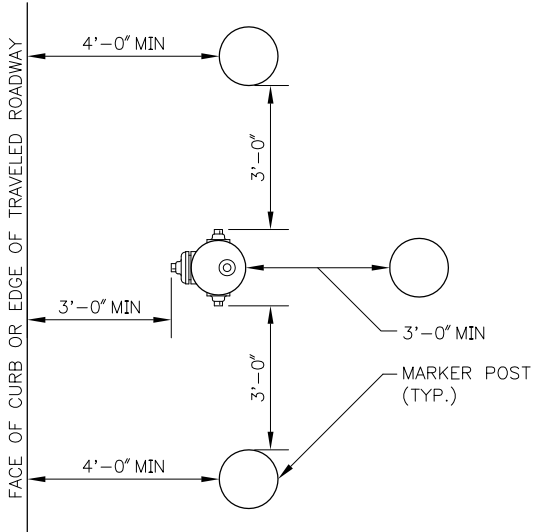 4'-0" MIN
FACE OF CURB OR EDGE OF TRAVELED ROADWAY
3'-0"
3'-0" MIN
3'-0" MIN
MARKER POST
(TYP.)
3'-0"
4'-0" MIN